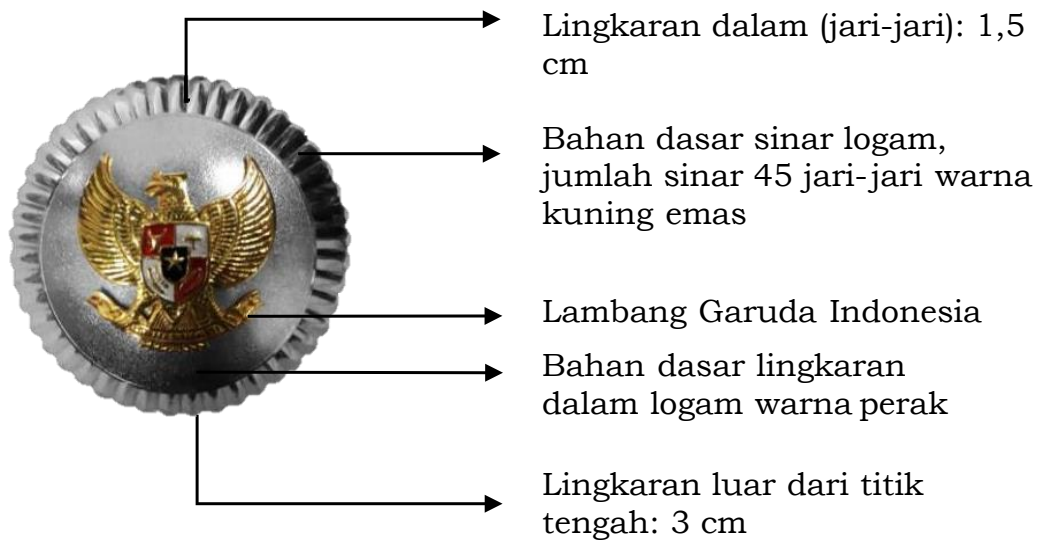 Lingkaran dalam (jari-jari): 1,5
cm
Bahan dasar sinar logam,
jumlah sinar 45 jari-jari warna
kuning emas
Lambang Garuda Indonesia
Bahan dasar lingkaran
dalam logam warna perak
Lingkaran luar dari titik
tengah: 3 cm